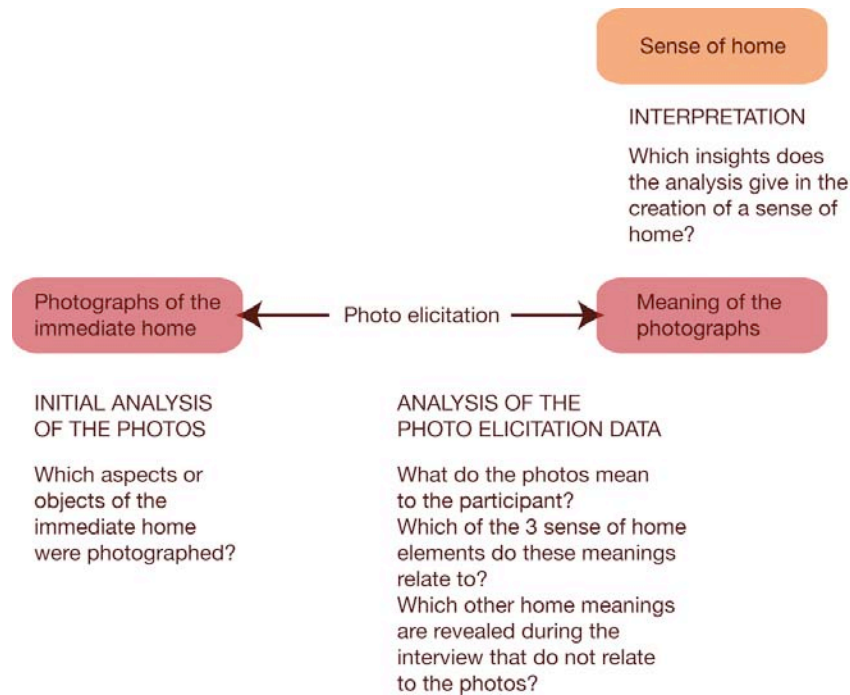 Sense of home
INTERPRETATION
Which insights does
the analysis give in the
creation of a sense of
home?
Photographs of the
immediate home
Photo elicitation
Meaning of the
photographs
INITIAL ANALYSIS
OF THE PHOTOS
Which aspects or
objects of the
immediate home
were photographed?
ANALYSIS OF THE
PHOTO ELICITATION DATA
What do the photos mean
to the participant?
Which of the 3 sense of home
elements do these meanings
relate to?
Which other home meanings
are revealed during the
interview that do not relate
to the photos?